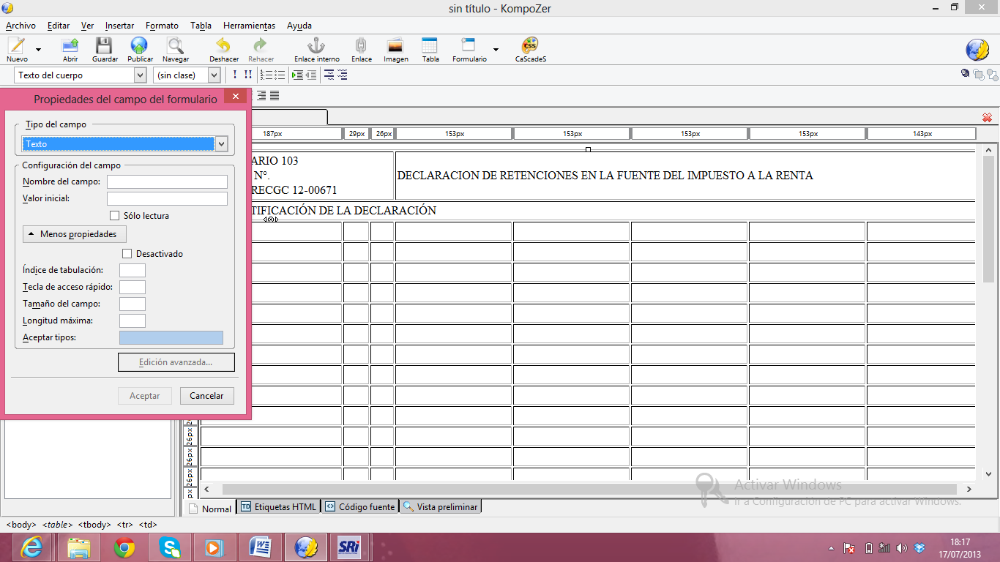 sin título - KompoZer
Archivo Editar Ver Insertar Formato Tabla Herramientas Ayuda
Nuevo Abrir Guardar Publicar Navegar Deshacer Rehacer Enlace interno Enlace Imagen Tabla Formulario CaScadeS
Texto del cuerpo (sin clase) ! !!
Propiedades del campo del formulario
Tipo del campo
Texto
Configuración del campo
Nombre del campo:
Valor inicial:
Sólo lectura
Menos propiedades
Desactivado
Índice de tabulación:
Tecla de acceso rápido:
Tamaño del campo:
Longitud máxima:
Aceptar tipos:
Edición avanzada...
Aceptar Cancelar
187px 29px 26px 153px 153px 153px 153px 143px
ARIO 103
N°.
RECGC 12-00671
DECLARACION DE RETENCIONES EN LA FUENTE DEL IMPUESTO A LA RENTA
TIFICACIÓN DE LA DECLARACIÓN
26px
26px
26px
Activar Windows
Ir a Configuración de PC para activar Windows.
Normal TD Etiquetas HTML Código fuente Vista preliminar
<body> <table> <tbody> <tr> <td>
SRi
18:17
17/07/2013